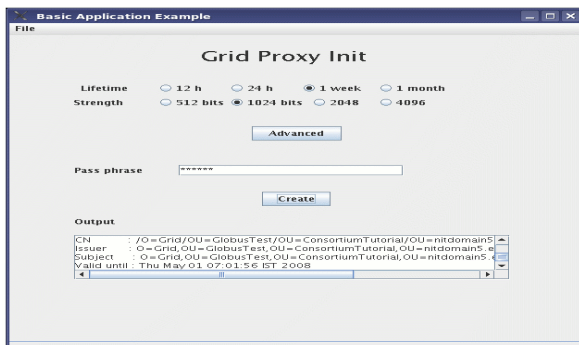 Basic Application Example
File
Grid Proxy Init
Lifetime 12 h 24 h 1 week 1 month
Strength 512 bits 1024 bits 2048 4096
Advanced
Pass phrase ******
Create
Output
CN : /O=Grid/OU=GlobusTest/OU=ConsortiumTutorial/OU=nitdomain5
Issuer : O=Grid,OU=GlobusTest,OU=ConsortiumTutorial,OU=nitdomain5.e
Subject : O=Grid,OU=GlobusTest,OU=ConsortiumTutorial,OU=nitdomain5.e
Valid until : Thu May 01 07:01:56 IST 2008